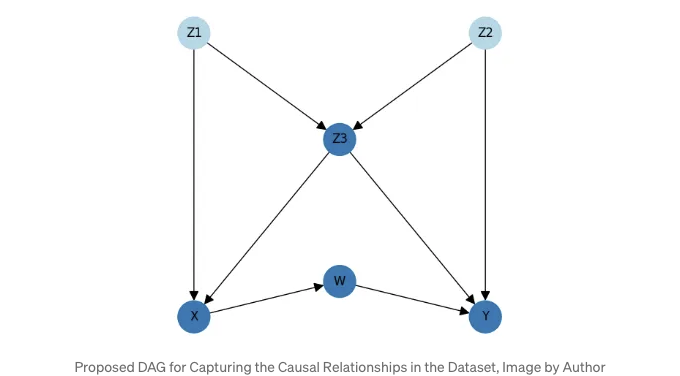 Z1 Z2
Z3
W
X Y
Proposed DAG for Capturing the Causal Relationships in the Dataset, Image by Author